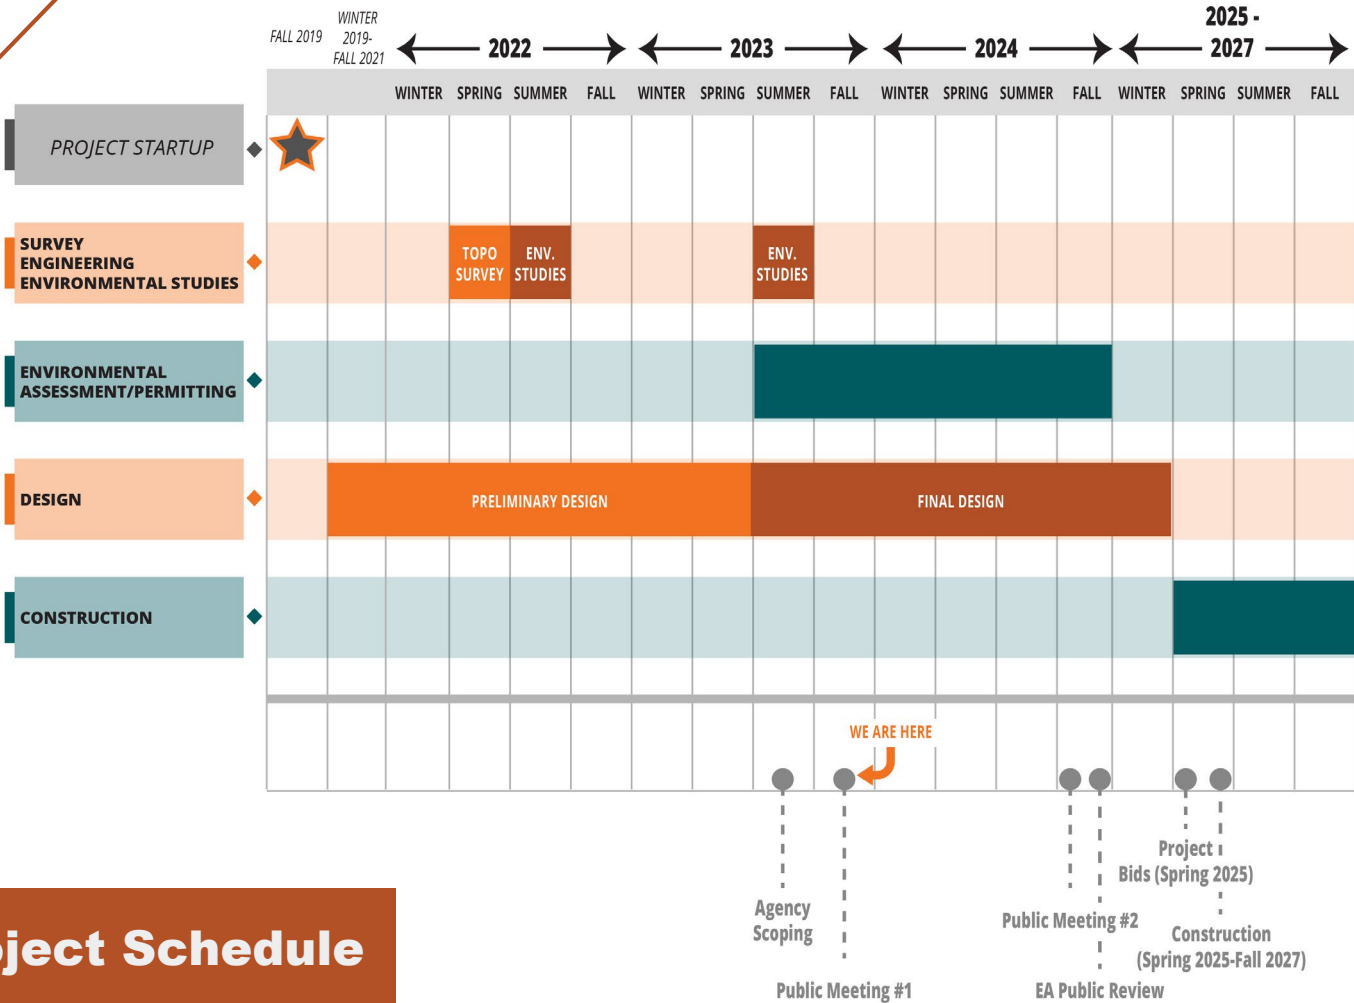 FALL 2019
WINTER
2019-
FALL 2021
2022
2023
2024
2025 -
2027
WINTER SPRING SUMMER FALL WINTER SPRING SUMMER FALL WINTER SPRING SUMMER FALL WINTER SPRING SUMMER FALL
PROJECT STARTUP
SURVEY
ENGINEERING
ENVIRONMENTAL STUDIES
TOPO
SURVEY
ENV.
STUDIES
ENV.
STUDIES
ENVIRONMENTAL
ASSESSMENT/PERMITTING
DESIGN
PRELIMINARY DESIGN
FINAL DESIGN
CONSTRUCTION
WE ARE HERE
Agency
Scoping
Public Meeting #1
Public Meeting #2
EA Public Review
Project
Bids (Spring 2025)
Construction
(Spring 2025-Fall 2027)
ject Schedule